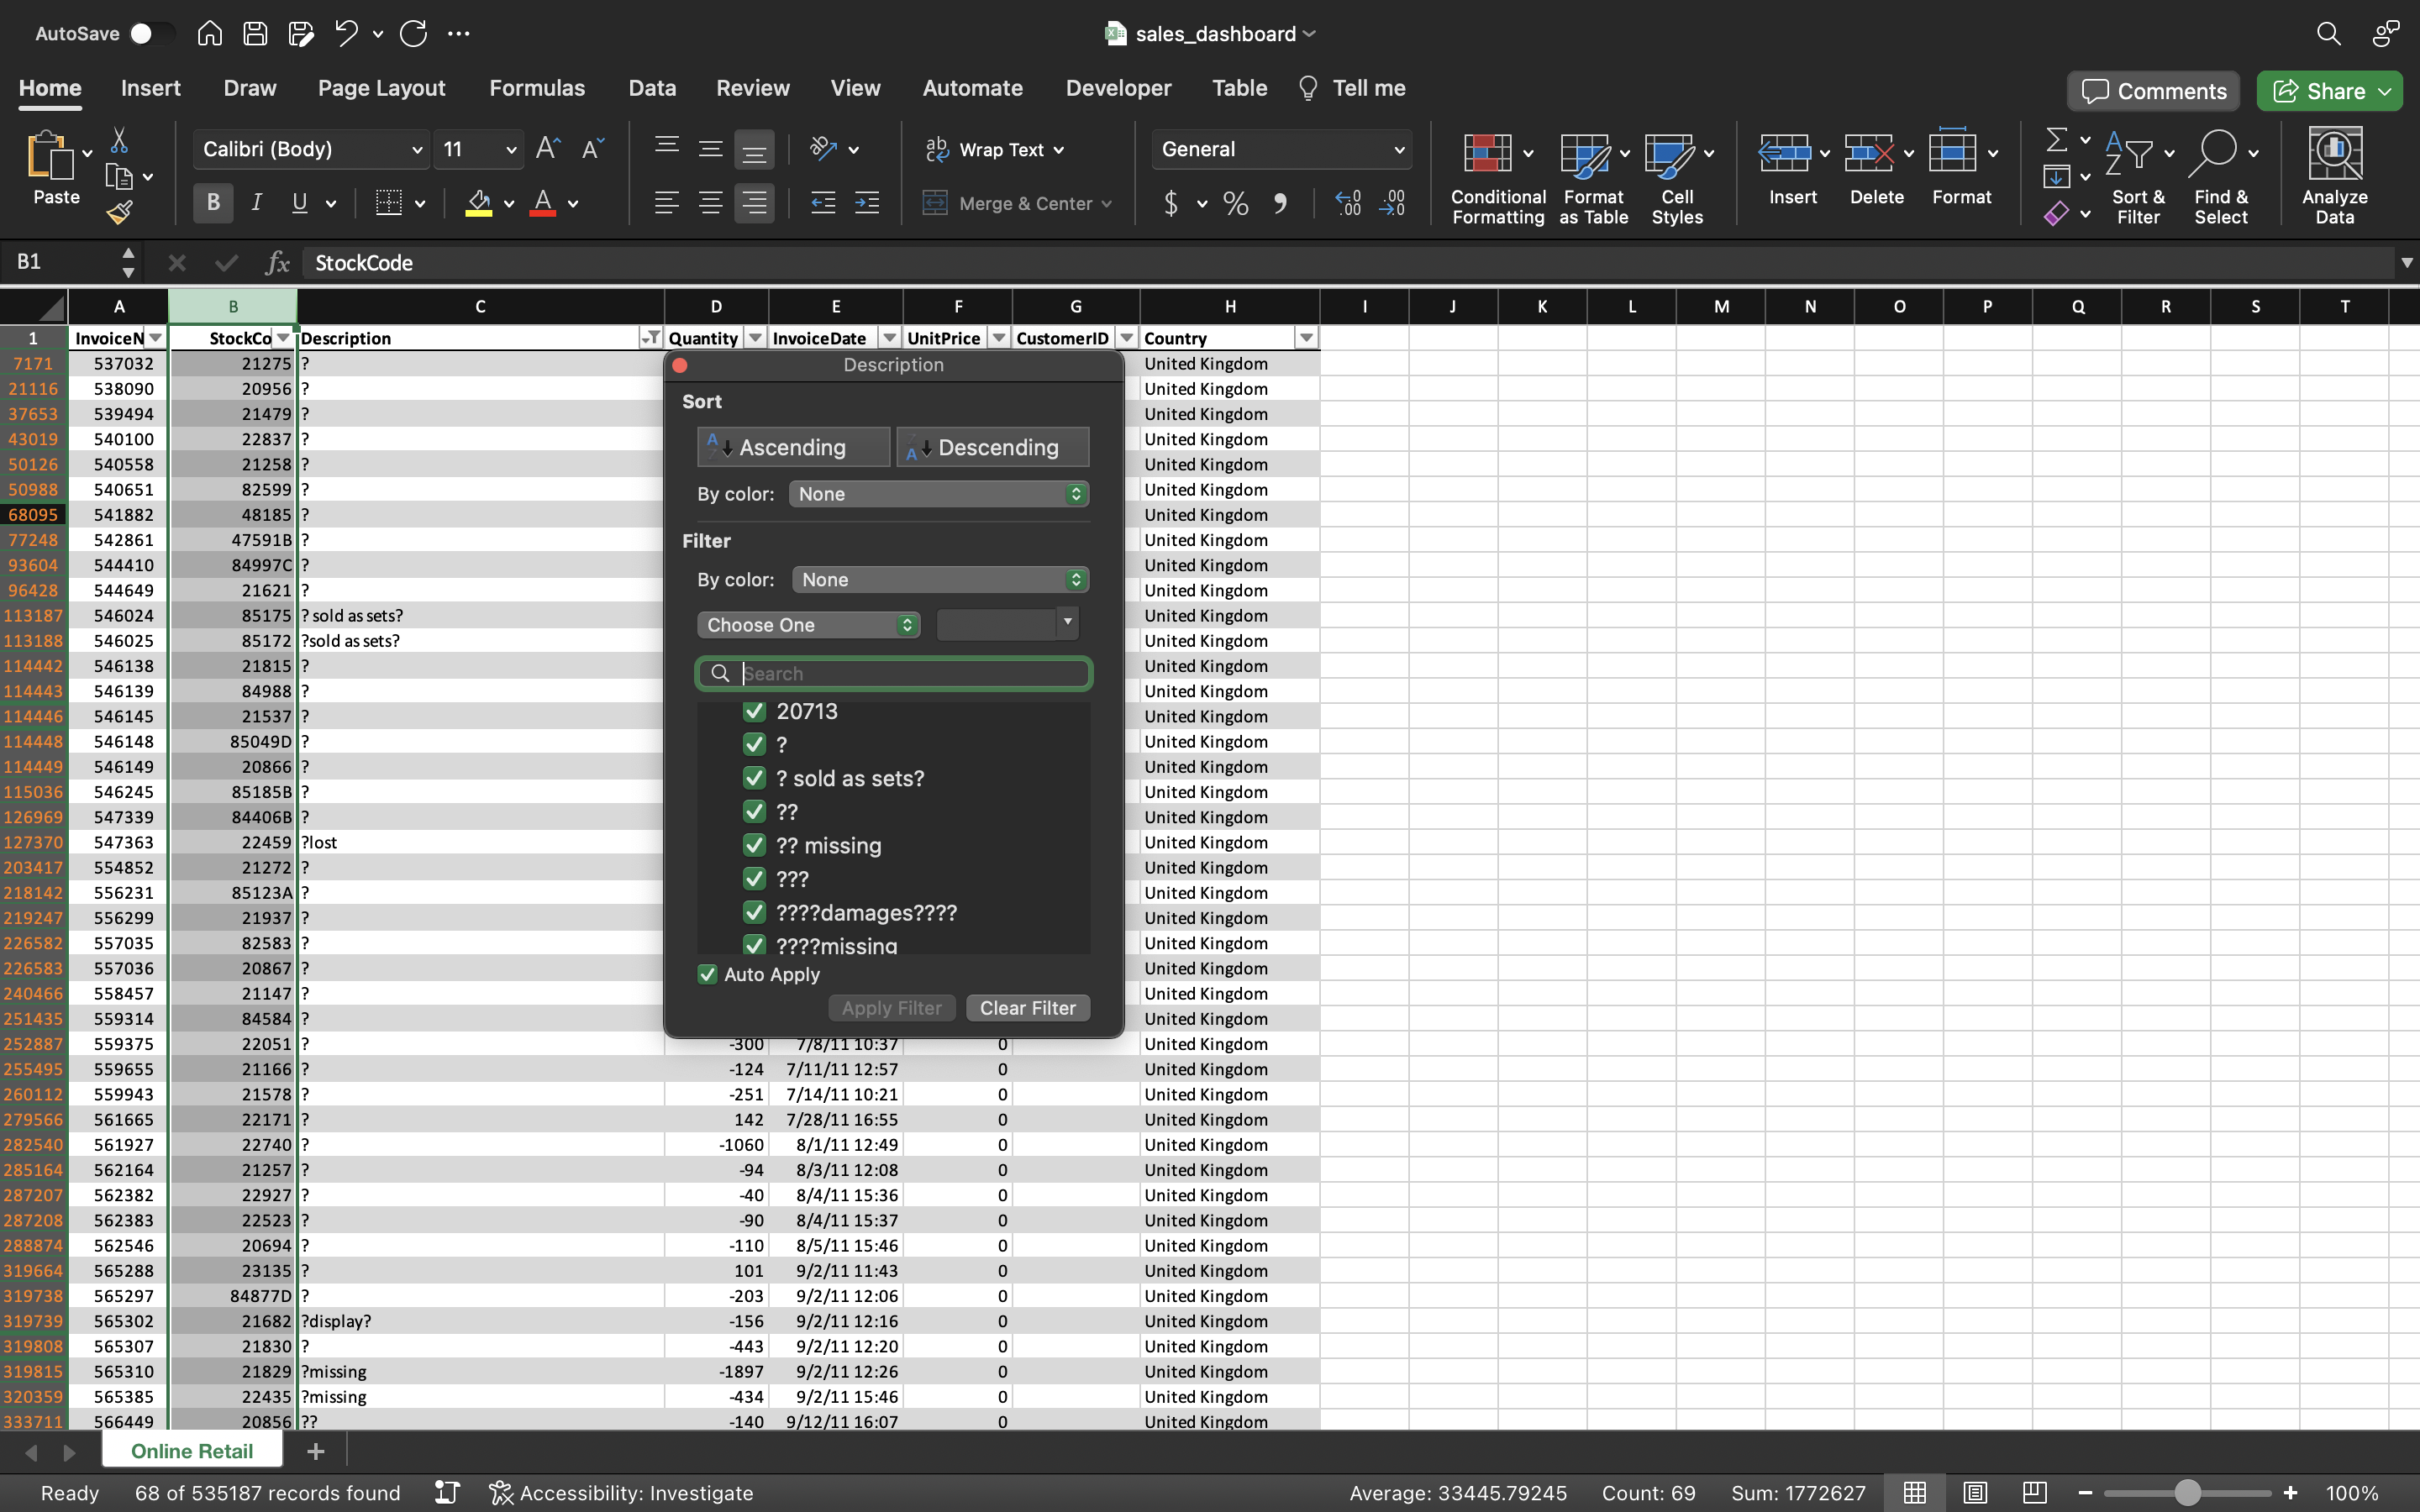 AutoSave
sales_dashboard
Home Insert Draw Page Layout Formulas Data Review View Automate Developer Table Tell me Comments Share
Paste Calibri (Body) 11 Wrap Text General Conditional Formatting Format as Table Cell Styles Insert Delete Format Sort & Filter Find & Select Analyze Data
B I U Merge & Center $ %
B1 fx StockCode
A B C D E F G H I J K L M N O P Q R S T
1 InvoiceN StockCo Description Quantity InvoiceDate UnitPrice CustomerID Country
7171 537032 21275 ? United Kingdom
21116 538090 20956 ? United Kingdom
37653 539494 21479 ? United Kingdom
43019 540100 22837 ? United Kingdom
50126 540558 21258 ? United Kingdom
50988 540651 82599 ? United Kingdom
68095 541882 48185 ? United Kingdom
77248 542861 47591B ? United Kingdom
93604 544410 84997C ? United Kingdom
96428 544649 21621 ? United Kingdom
113187 546024 85175 ? sold as sets? United Kingdom
113188 546025 85172 ?sold as sets? United Kingdom
114442 546138 21815 ? United Kingdom
114443 546139 84988 ? United Kingdom
114446 546145 21537 ? United Kingdom
114448 546148 85049D ? United Kingdom
114449 546149 20866 ? United Kingdom
115036 546245 85185B ? United Kingdom
126969 547339 84406B ? United Kingdom
127370 547363 22459 ?lost United Kingdom
203417 554852 21272 ? United Kingdom
218142 556231 85123A ? United Kingdom
219247 556299 21937 ? United Kingdom
226582 557035 82583 ? United Kingdom
226583 557036 20867 ? United Kingdom
240466 558457 21147 ? United Kingdom
251435 559314 84584 ? United Kingdom
252887 559375 22051 ? -300 7/8/11 10:37 0 United Kingdom
255495 559655 21166 ? -124 7/11/11 12:57 0 United Kingdom
260112 559943 21578 ? -251 7/14/11 10:21 0 United Kingdom
279566 561665 22171 ? 142 7/28/11 16:55 0 United Kingdom
282540 561927 22740 ? -1060 8/1/11 12:49 0 United Kingdom
285164 562164 21257 ? -94 8/3/11 12:08 0 United Kingdom
287207 562382 22927 ? -40 8/4/11 15:36 0 United Kingdom
287208 562383 22523 ? -90 8/4/11 15:37 0 United Kingdom
288874 562546 20694 ? -110 8/5/11 15:46 0 United Kingdom
319664 565288 23135 ? 101 9/2/11 11:43 0 United Kingdom
319738 565297 84877D ? -203 9/2/11 12:06 0 United Kingdom
319739 565302 21682 ?display? -156 9/2/11 12:16 0 United Kingdom
319808 565307 21830 ? -443 9/2/11 12:20 0 United Kingdom
319815 565310 21829 ?missing -1897 9/2/11 12:26 0 United Kingdom
320359 565385 22435 ?missing -434 9/2/11 15:46 0 United Kingdom
333711 566449 20856 ?? -140 9/12/11 16:07 0 United Kingdom
Description
Sort
Ascending Descending
By color: None
Filter
By color: None
Choose One
Search
20713
?
? sold as sets?
??
?? missing
???
????damages????
????missing
Auto Apply
Apply Filter Clear Filter
Online Retail +
Ready 68 of 535187 records found Accessibility: Investigate Average: 33445.79245 Count: 69 Sum: 1772627 100%